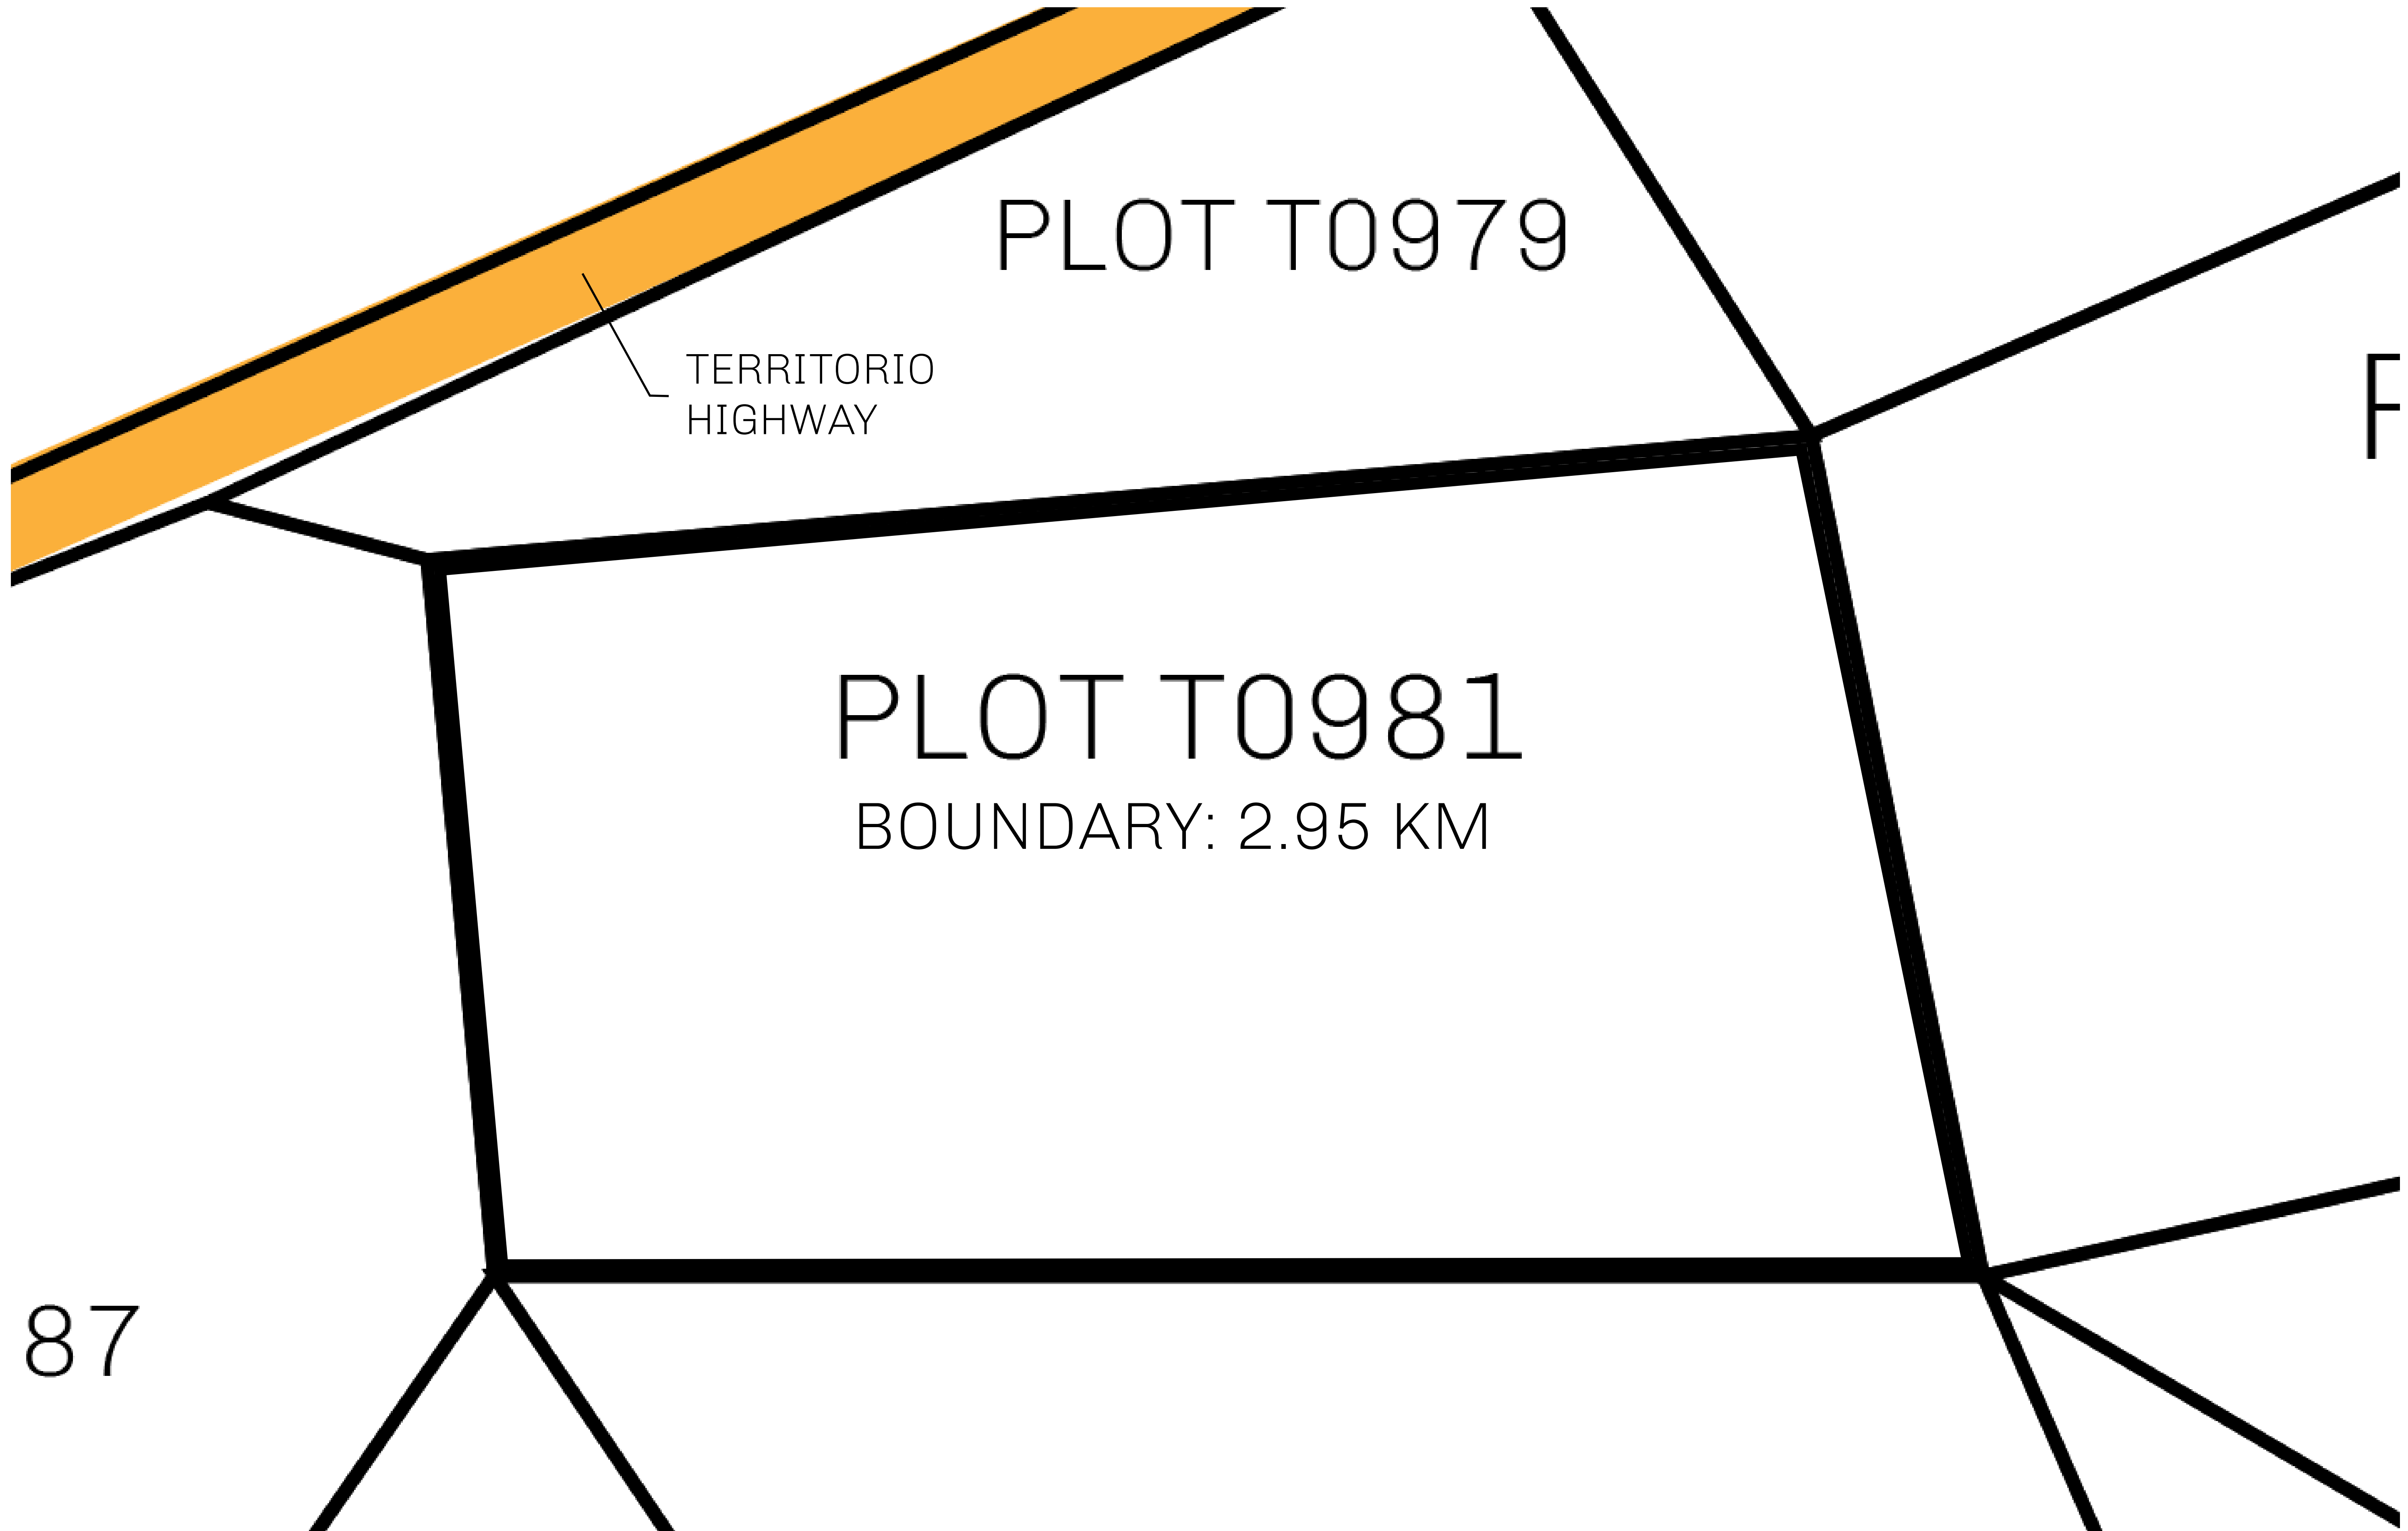 PLOT T0979
TERRITORIO
HIGHWAY
PLOT T0981
BOUNDARY: 2.95 KM
87